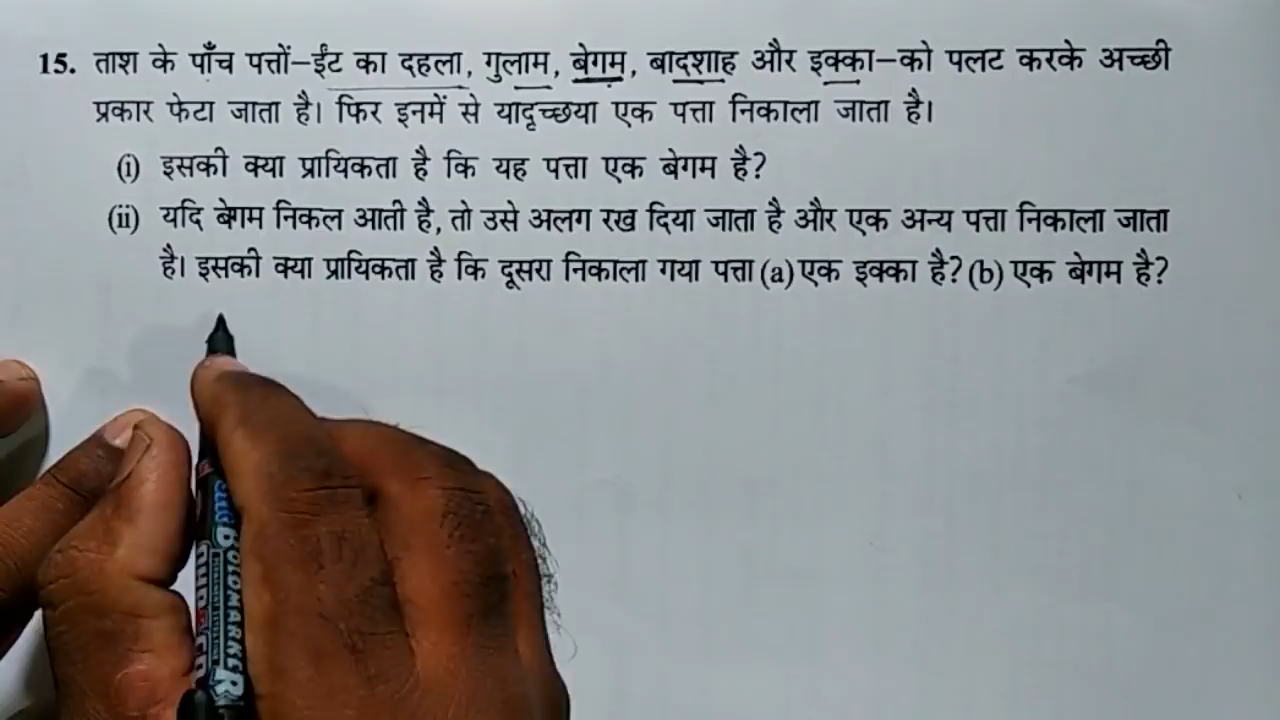 15. ताश के पाँच पत्तों–ईंट का दहला, गुलाम, बेगम, बादशाह और इक्का–को पलट करके अच्छी
प्रकार फेटा जाता है। फिर इनमें से यादृच्छया एक पत्ता निकाला जाता है।
(i) इसकी क्या प्रायिकता है कि यह पत्ता एक बेगम है?
(ii) यदि बेगम निकल आती है, तो उसे अलग रख दिया जाता है और एक अन्य पत्ता निकाला जाता
है। इसकी क्या प्रायिकता है कि दूसरा निकाला गया पत्ता (a) एक इक्का है? (b) एक बेगम है?
BOLDMARKER